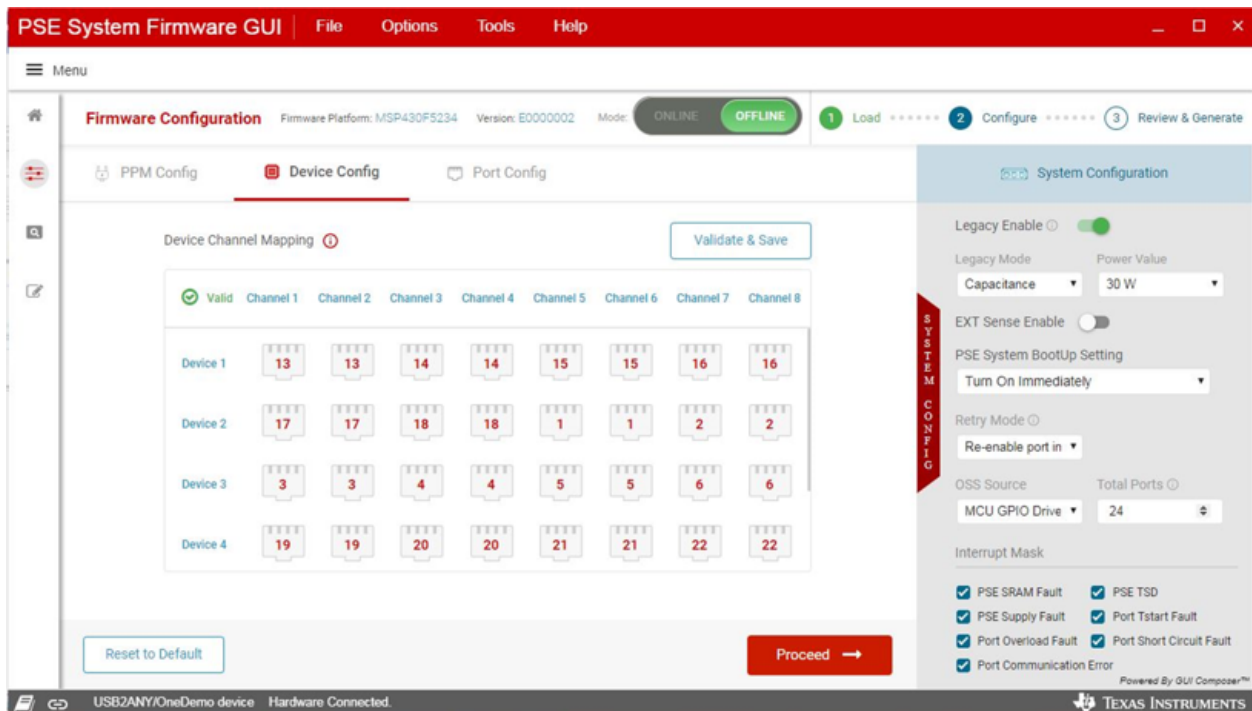 PSE System Firmware GUI File Options Tools Help
Menu
Firmware Configuration Firmware Platform: MSP430F5234 Version: E0000002 Mode: ONLINE OFFLINE 1 Load 2 Configure 3 Review & Generate
PPM Config Device Config Port Config
Device Channel Mapping Validate & Save
Valid Channel 1 Channel 2 Channel 3 Channel 4 Channel 5 Channel 6 Channel 7 Channel 8
Device 1 13 13 14 14 15 15 16 16
Device 2 17 17 18 18 1 1 2 2
Device 3 3 3 4 4 5 5 6 6
Device 4 19 19 20 20 21 21 22 22
Reset to Default Proceed
SYSTEM CONFIG
System Configuration
Legacy Enable
Legacy Mode Power Value
Capacitance 30 W
EXT Sense Enable
PSE System BootUp Setting
Turn On Immediately
Retry Mode
Re-enable port in
OSS Source Total Ports
MCU GPIO Drive 24
Interrupt Mask
PSE SRAM Fault PSE TSD
PSE Supply Fault Port Tstart Fault
Port Overload Fault Port Short Circuit Fault
Port Communication Error
Powered By GUI Composer™
USB2ANY/OneDemo device Hardware Connected. TEXAS INSTRUMENTS